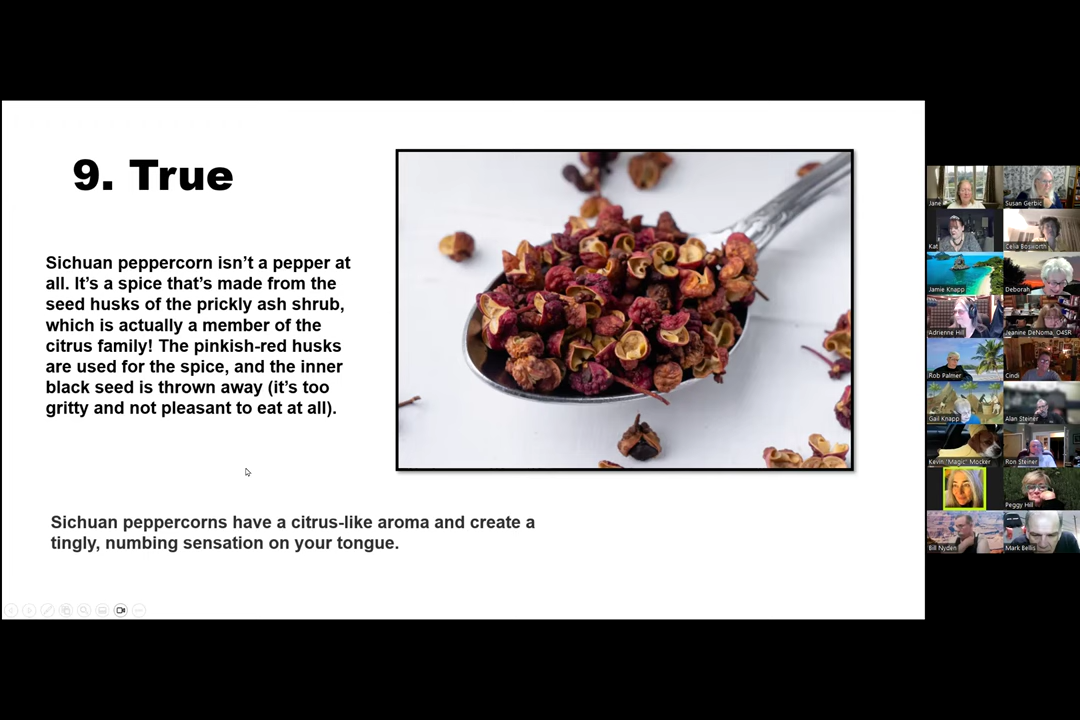 9. True
Sichuan peppercorn isn’t a pepper at
all. It’s a spice that’s made from the
seed husks of the prickly ash shrub,
which is actually a member of the
citrus family! The pinkish-red husks
are used for the spice, and the inner
black seed is thrown away (it’s too
gritty and not pleasant to eat at all).
Sichuan peppercorns have a citrus-like aroma and create a
tingly, numbing sensation on your tongue.
Jane
Susan Gerbic
Kat
Celia Bosworth
Jamie Knapp
Deborah
Adrienne Hill
Jeanine DeNoma, O4SR
Rob Palmer
Cindi
Gail Knapp
Alan Steiner
Kevin "Magic" Mocker
Ron Steiner
Peggy Hill
Bill Nyden
Mark Bellis